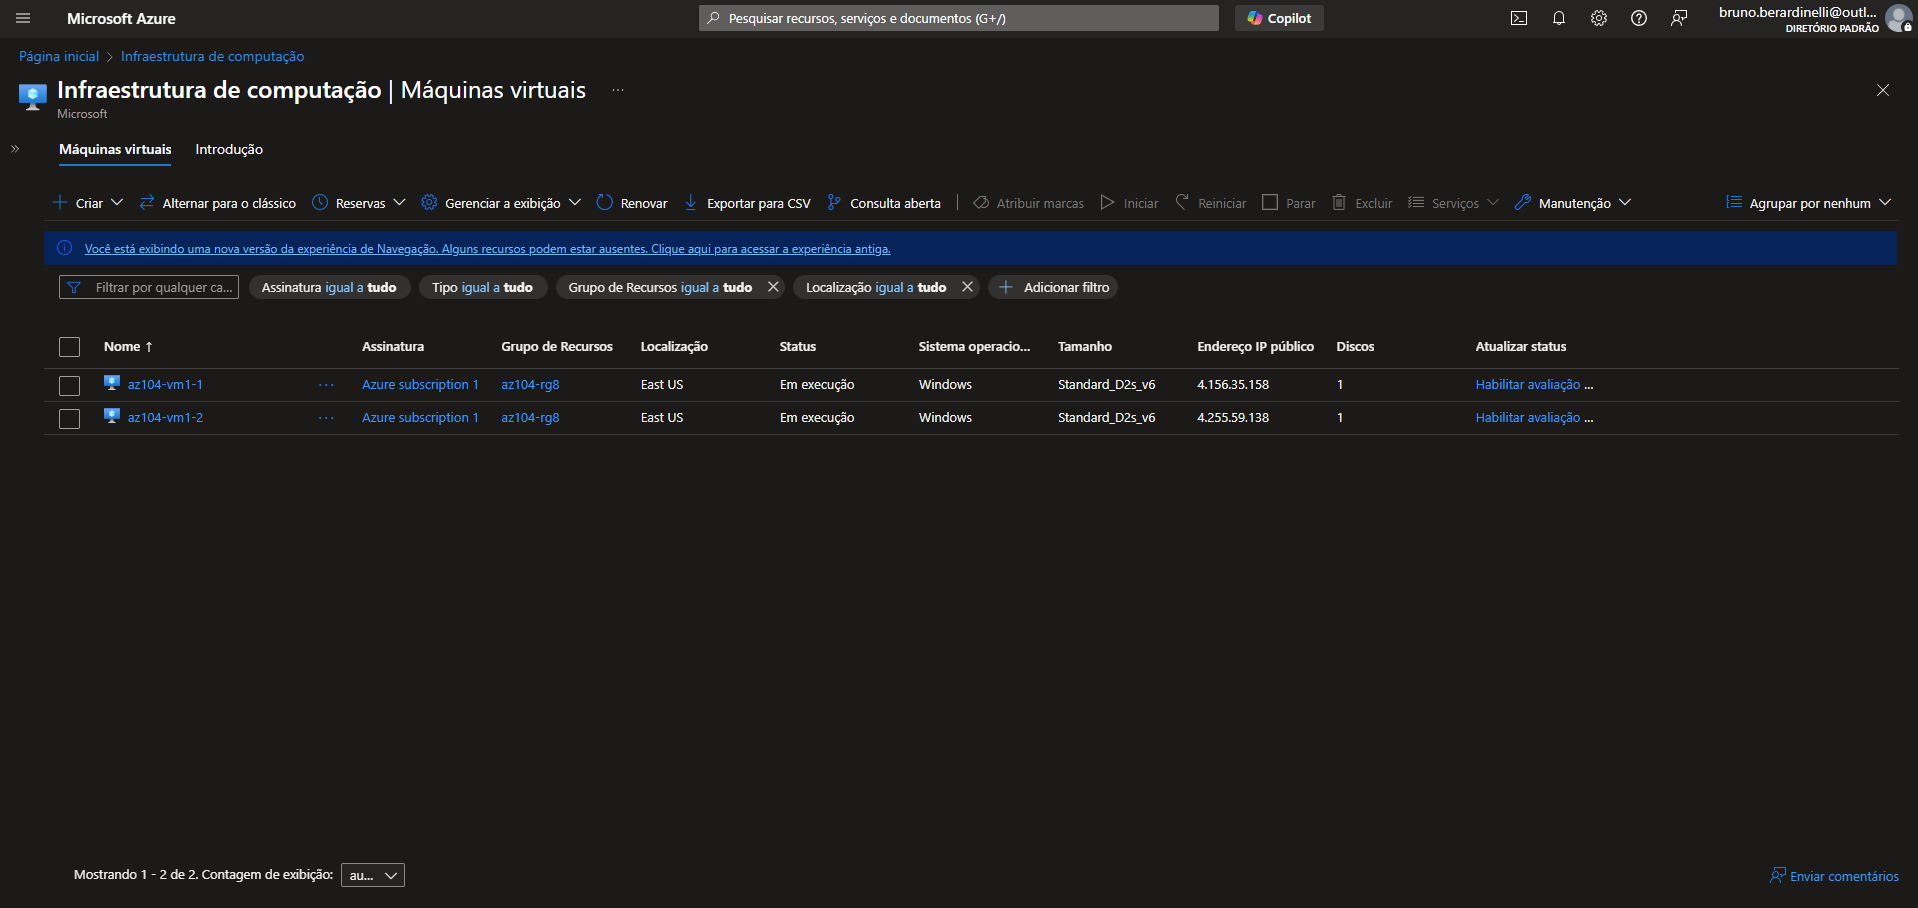 Microsoft Azure
Pesquisar recursos, serviços e documentos (G+/)
Copilot
bruno.berardinelli@outl...
DIRETÓRIO PADRÃO
Página inicial > Infraestrutura de computação
Infraestrutura de computação | Máquinas virtuais ...
Microsoft
Máquinas virtuais Introdução
Criar Alternar para o clássico Reservas Gerenciar a exibição Renovar Exportar para CSV Consulta aberta Atribuir marcas Iniciar Reiniciar Parar Excluir Serviços Manutenção Agrupar por nenhum
Você está exibindo uma nova versão da experiência de Navegação. Alguns recursos podem estar ausentes. Clique aqui para acessar a experiência antiga.
Filtrar por qualquer ca... Assinatura igual a tudo Tipo igual a tudo Grupo de Recursos igual a tudo Localização igual a tudo Adicionar filtro
Nome ↑ Assinatura Grupo de Recursos Localização Status Sistema operacio... Tamanho Endereço IP público Discos Atualizar status
az104-vm1-1 ... Azure subscription 1 az104-rg8 East US Em execução Windows Standard_D2s_v6 4.156.35.158 1 Habilitar avaliação ...
az104-vm1-2 ... Azure subscription 1 az104-rg8 East US Em execução Windows Standard_D2s_v6 4.255.59.138 1 Habilitar avaliação ...
Mostrando 1 - 2 de 2. Contagem de exibição: au...
Enviar comentários